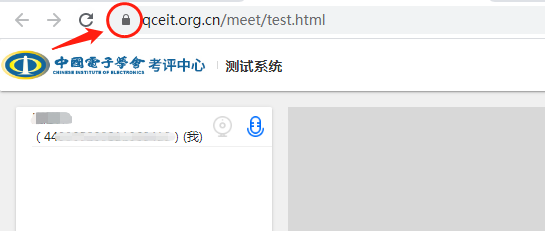 qceit.org.cn/meet/test.html
中國電子學會 考评中心 测试系统
CHINESE INSTITUTE OF ELECTRONICS
(44 ) (我)